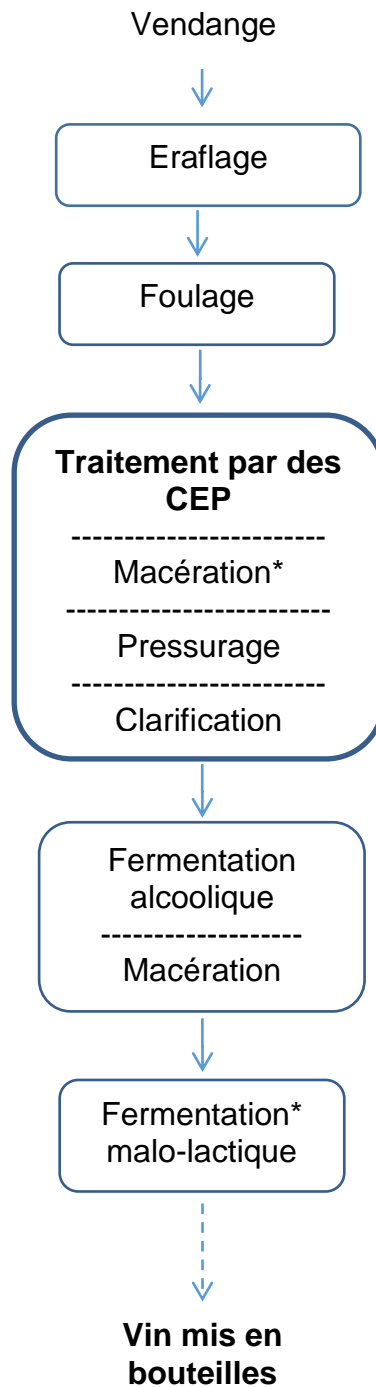 Vendange
Eraflage
Foulage
Traitement par des
CEP
------------------------
Macération*
-------------------------
Pressurage
------------------------
Clarification
Fermentation
alcoolique
-------------------
Macération
Fermentation*
malo-lactique
Vin mis en
bouteilles